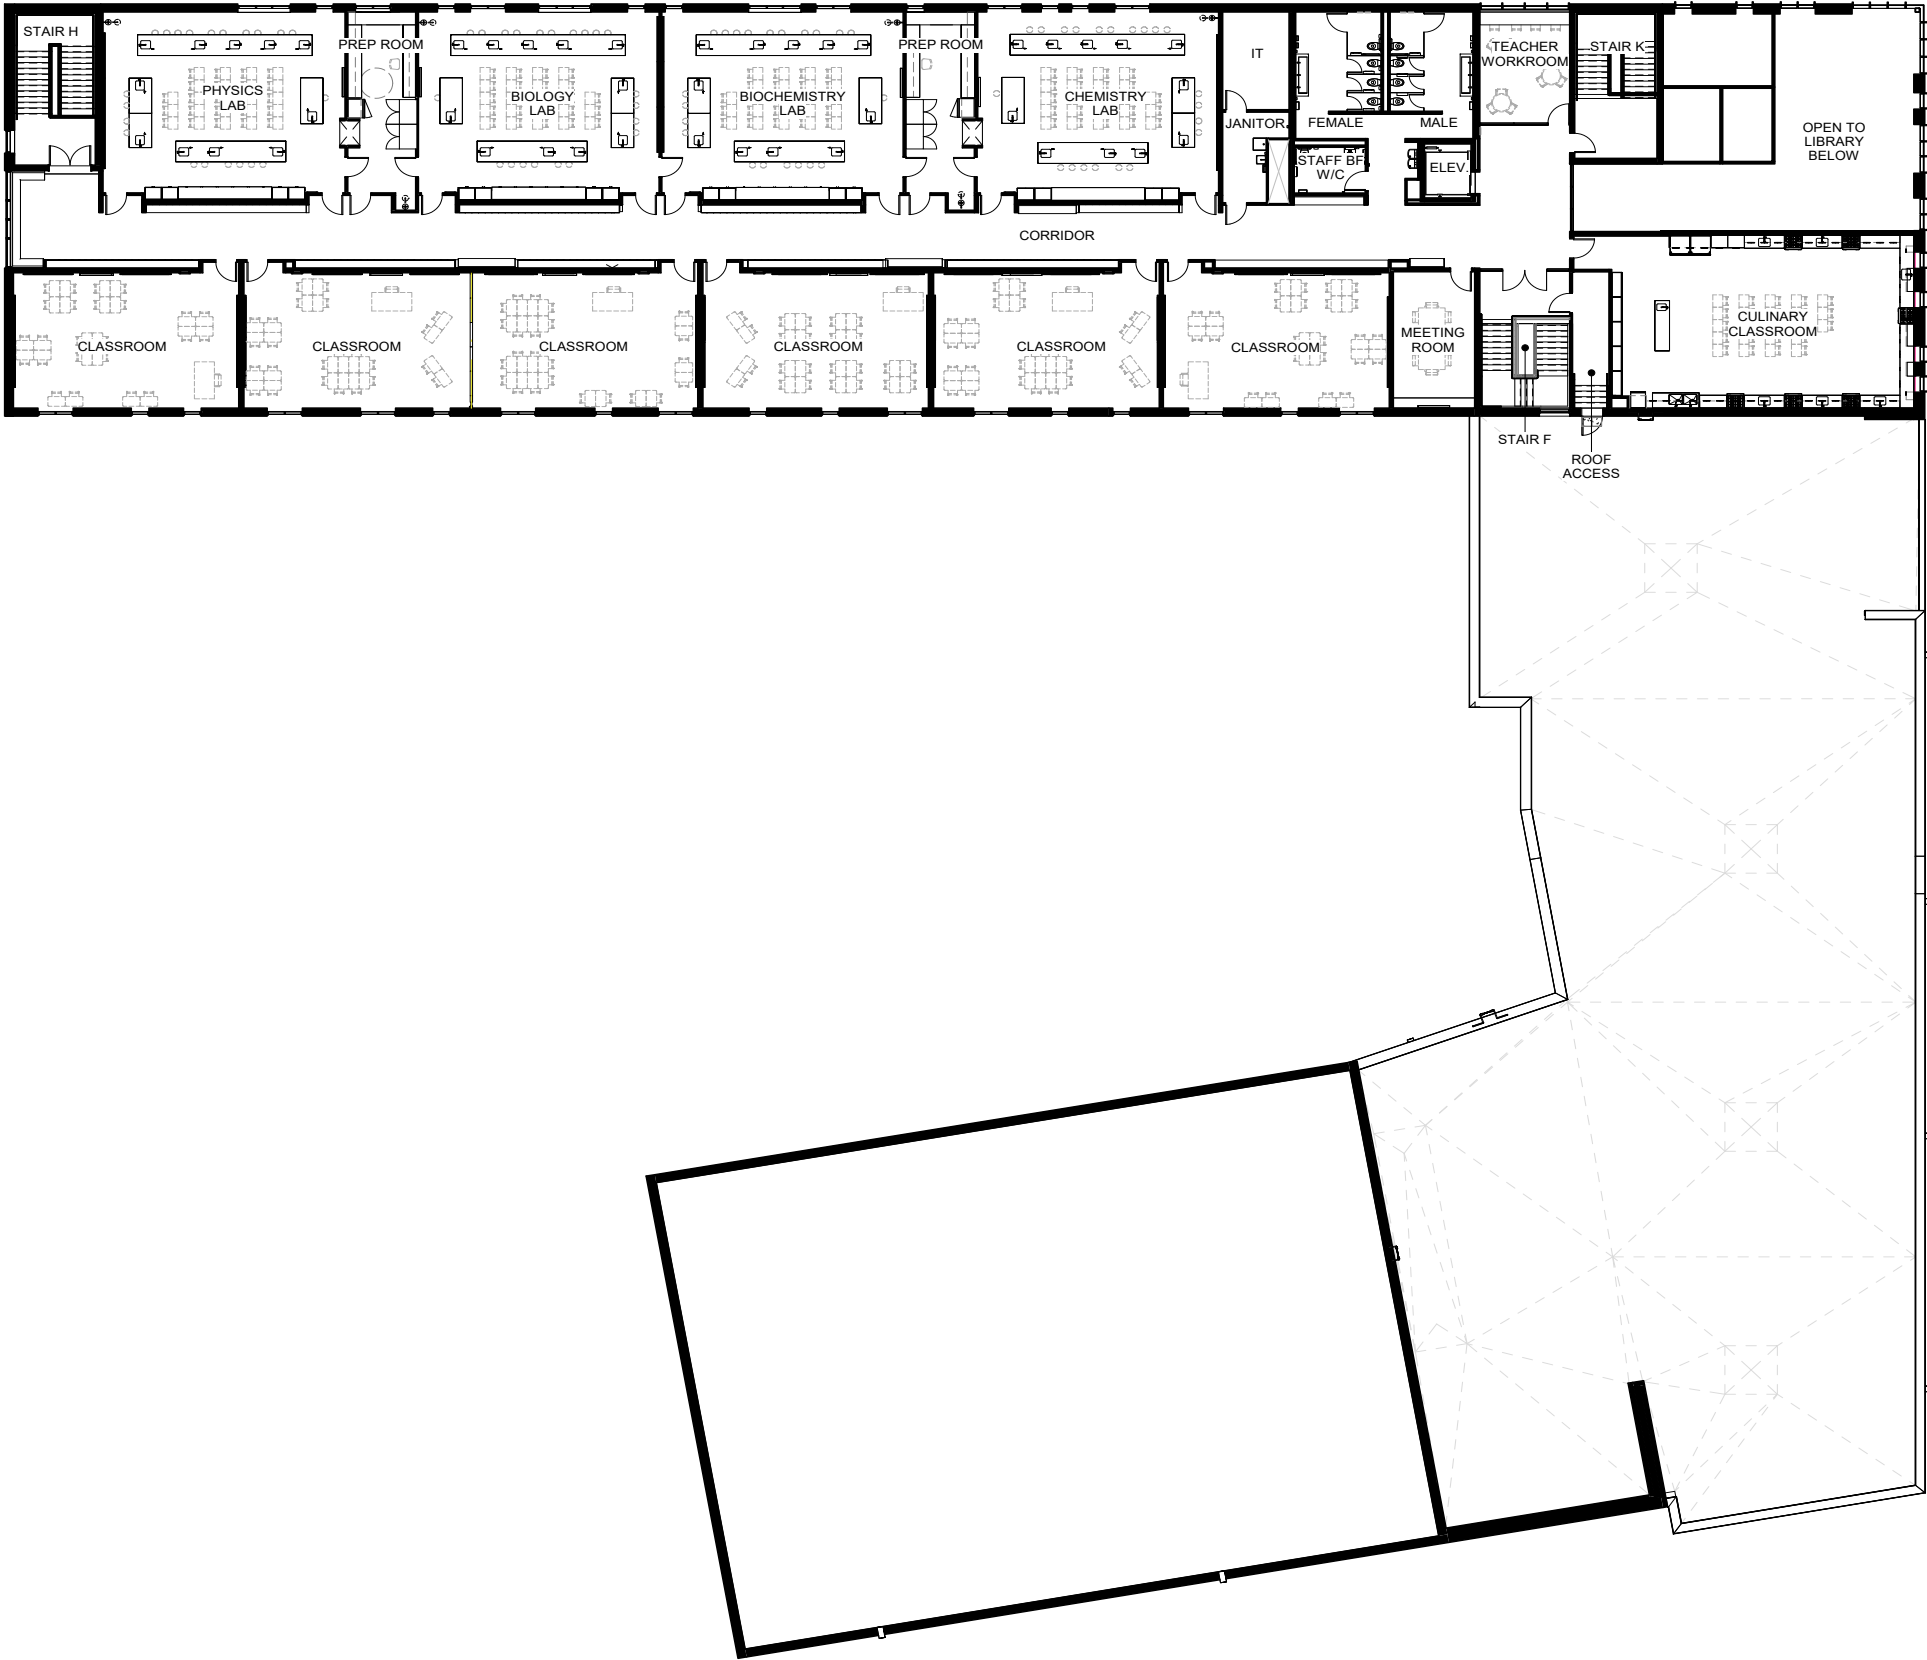 STAIR H
PREP ROOM
PREP ROOM
IT
TEACHER
WORKROOM
STAIR K
PHYSICS
LAB
BIOLOGY
LAB
BIOCHEMISTRY
LAB
CHEMISTRY
LAB
JANITOR
FEMALE
MALE
OPEN TO
LIBRARY
BELOW
STAFF BF
W/C
ELEV.
CORRIDOR
CLASSROOM
CLASSROOM
CLASSROOM
CLASSROOM
CLASSROOM
CLASSROOM
MEETING
ROOM
CULINARY
CLASSROOM
STAIR F
ROOF
ACCESS